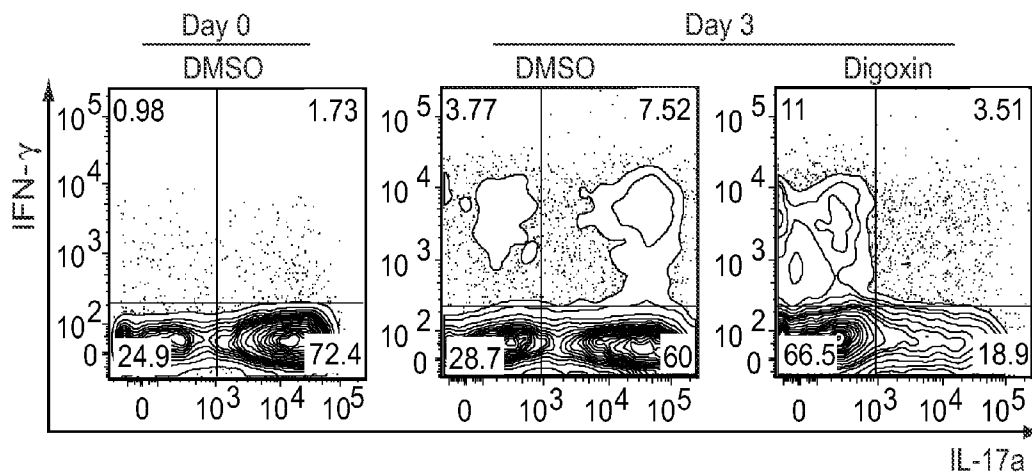 Day 0 Day 3
DMSO DMSO Digoxin
0.98 1.73 3.77 7.52 11 3.51
10^5 10^5 10^5
10^4 10^4 10^4
IFN-γ
10^3 10^3 10^3
10^2 10^2 10^2
0 0 0
24.9 72.4 28.7 60 66.5 18.9
0 10^3 10^4 10^5 0 10^3 10^4 10^5 0 10^3 10^4 10^5
IL-17a